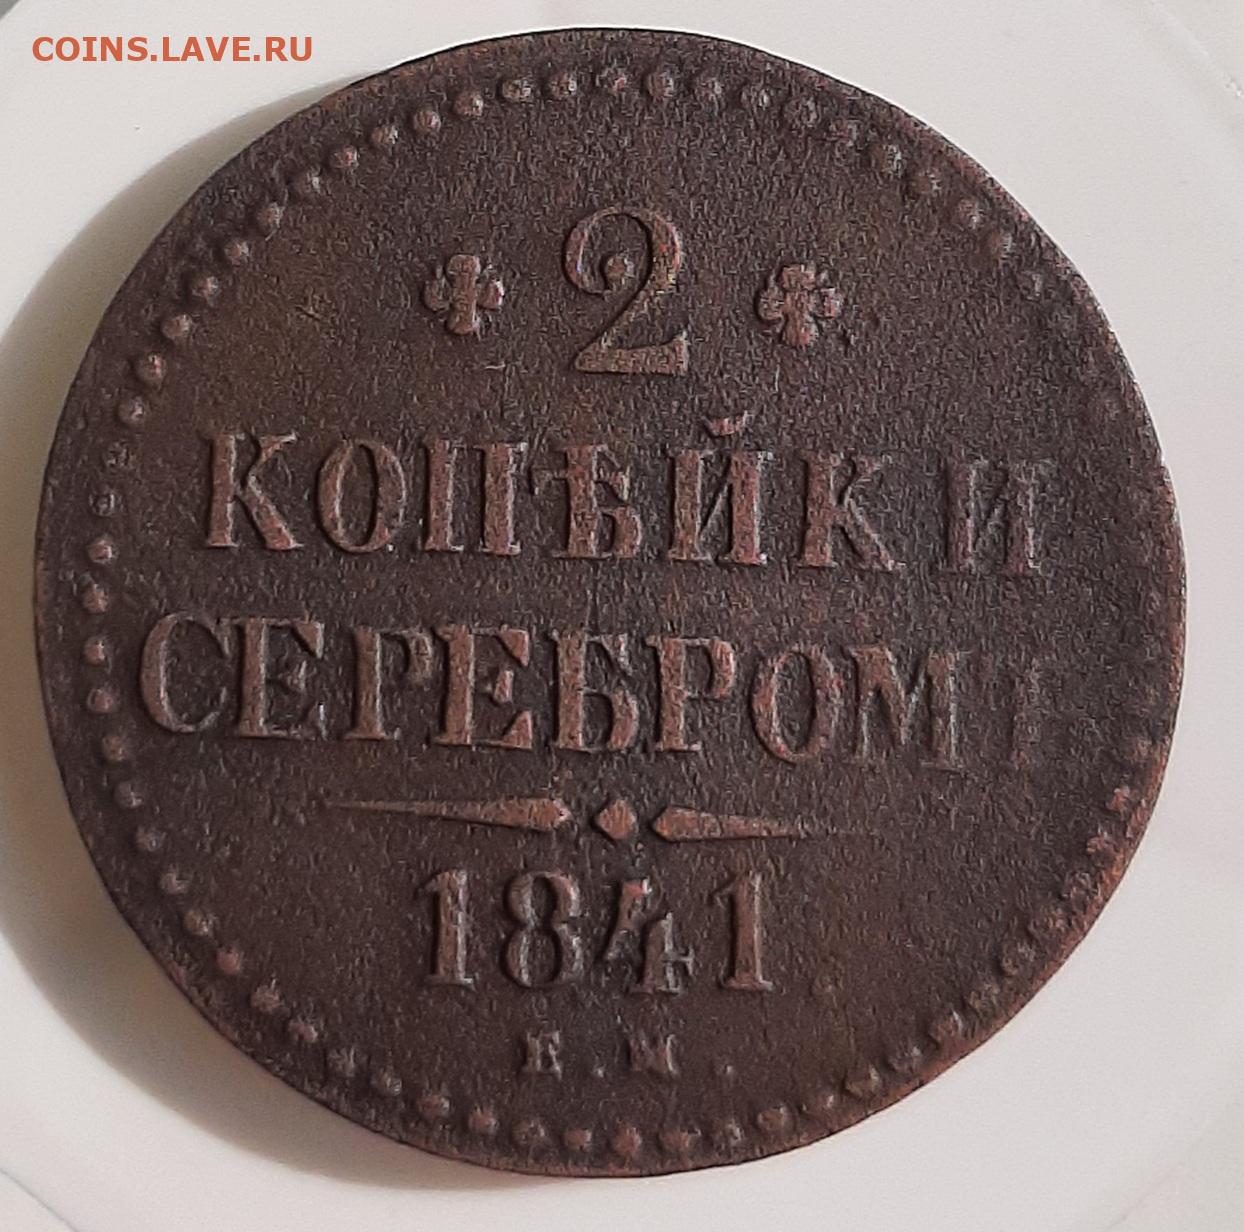 COINS.LAVE.RU
2
КОПѢЙКИ
СЕРЕБРОМЪ
1841
Е.М.